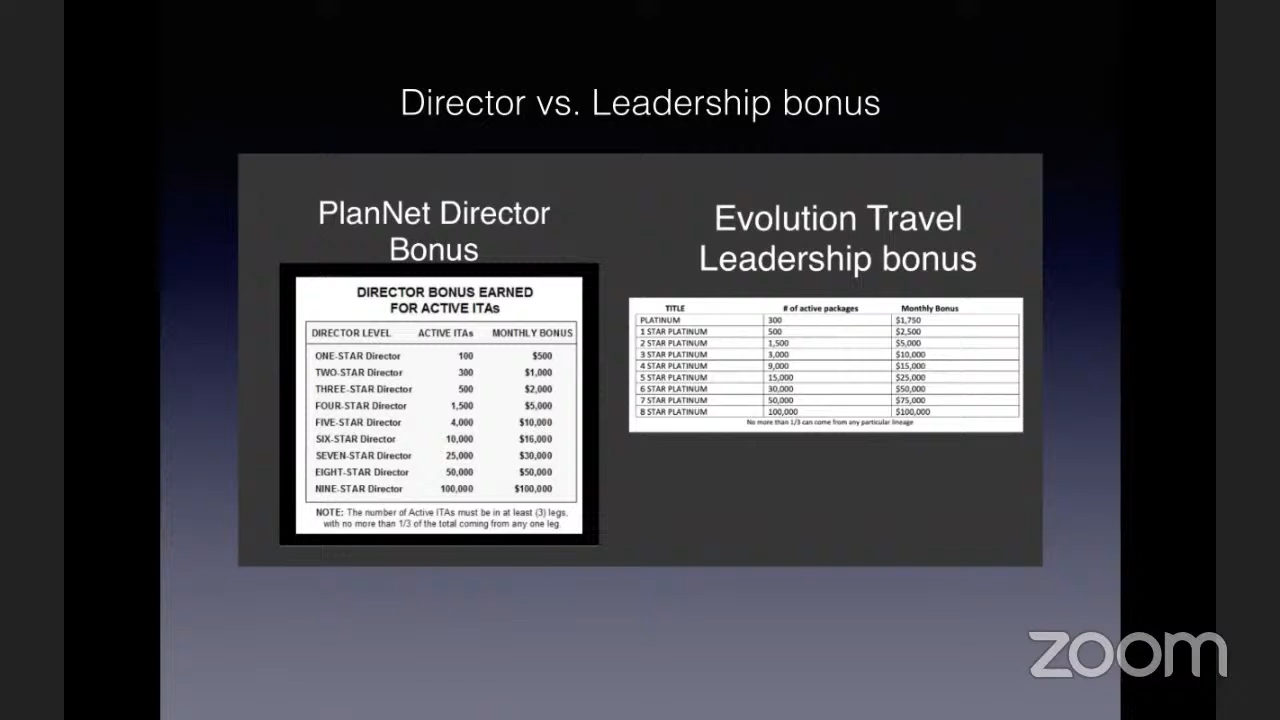 Director vs. Leadership bonus
PlanNet Director
Bonus
DIRECTOR BONUS EARNED
FOR ACTIVE ITAs
DIRECTOR LEVEL ACTIVE ITAs MONTHLY BONUS
ONE-STAR Director 100 $500
TWO-STAR Director 300 $1,000
THREE-STAR Director 500 $2,000
FOUR-STAR Director 1,500 $5,000
FIVE-STAR Director 4,000 $10,000
SIX-STAR Director 10,000 $16,000
SEVEN-STAR Director 25,000 $30,000
EIGHT-STAR Director 50,000 $50,000
NINE-STAR Director 100,000 $100,000
NOTE: The number of Active ITAs must be in at least (3) legs,
with no more than 1/3 of the total coming from any one leg.
Evolution Travel
Leadership bonus
TITLE # of active packages Monthly Bonus
PLATINUM 300 $1,750
1 STAR PLATINUM 500 $2,500
2 STAR PLATINUM 1,500 $5,000
3 STAR PLATINUM 3,000 $10,000
4 STAR PLATINUM 9,000 $15,000
5 STAR PLATINUM 15,000 $25,000
6 STAR PLATINUM 30,000 $50,000
7 STAR PLATINUM 50,000 $75,000
8 STAR PLATINUM 100,000 $100,000
No more than 1/3 can come from any particular lineage
zoom